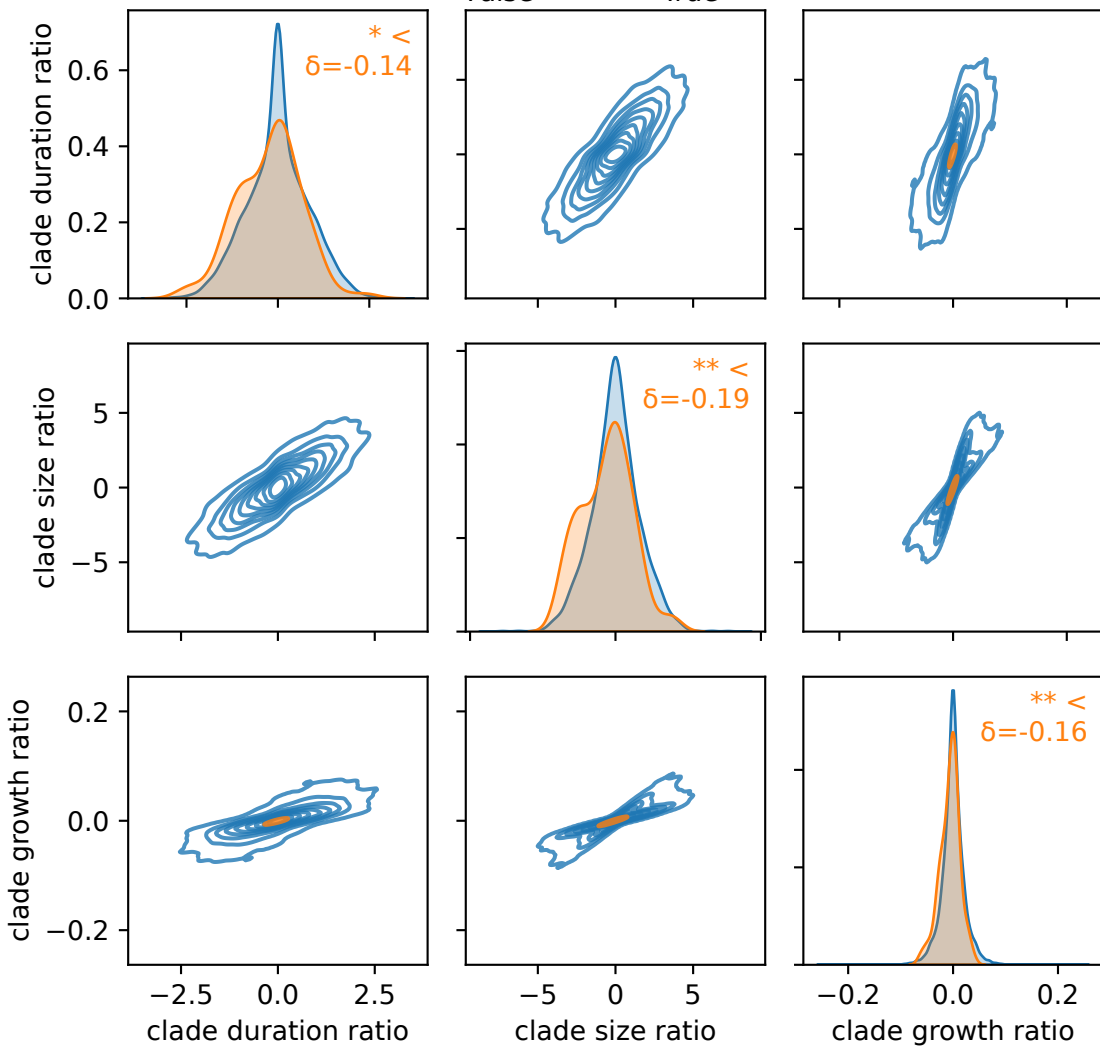 clade duration ratio
0.6
0.4
0.2
0.0
* <
δ=-0.14
clade size ratio
5
0
−5
** <
δ=-0.19
clade growth ratio
0.2
0.0
−0.2
** <
δ=-0.16
−2.5 0.0 2.5
clade duration ratio
−5 0 5
clade size ratio
−0.2 0.0 0.2
clade growth ratio